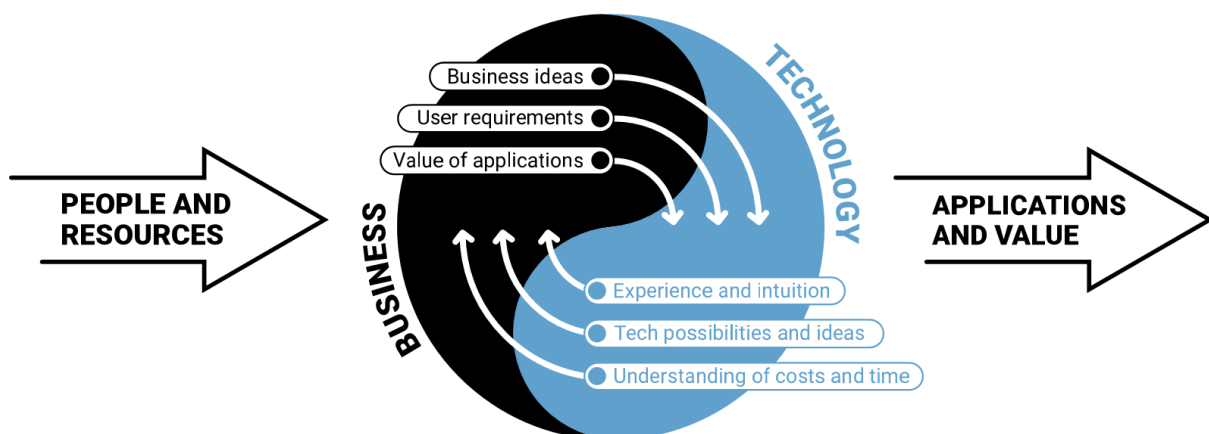 Business ideas
User requirements
Value of applications
TECHNOLOGY
PEOPLE AND
RESOURCES
BUSINESS
APPLICATIONS
AND VALUE
Experience and intuition
Tech possibilities and ideas
Understanding of costs and time